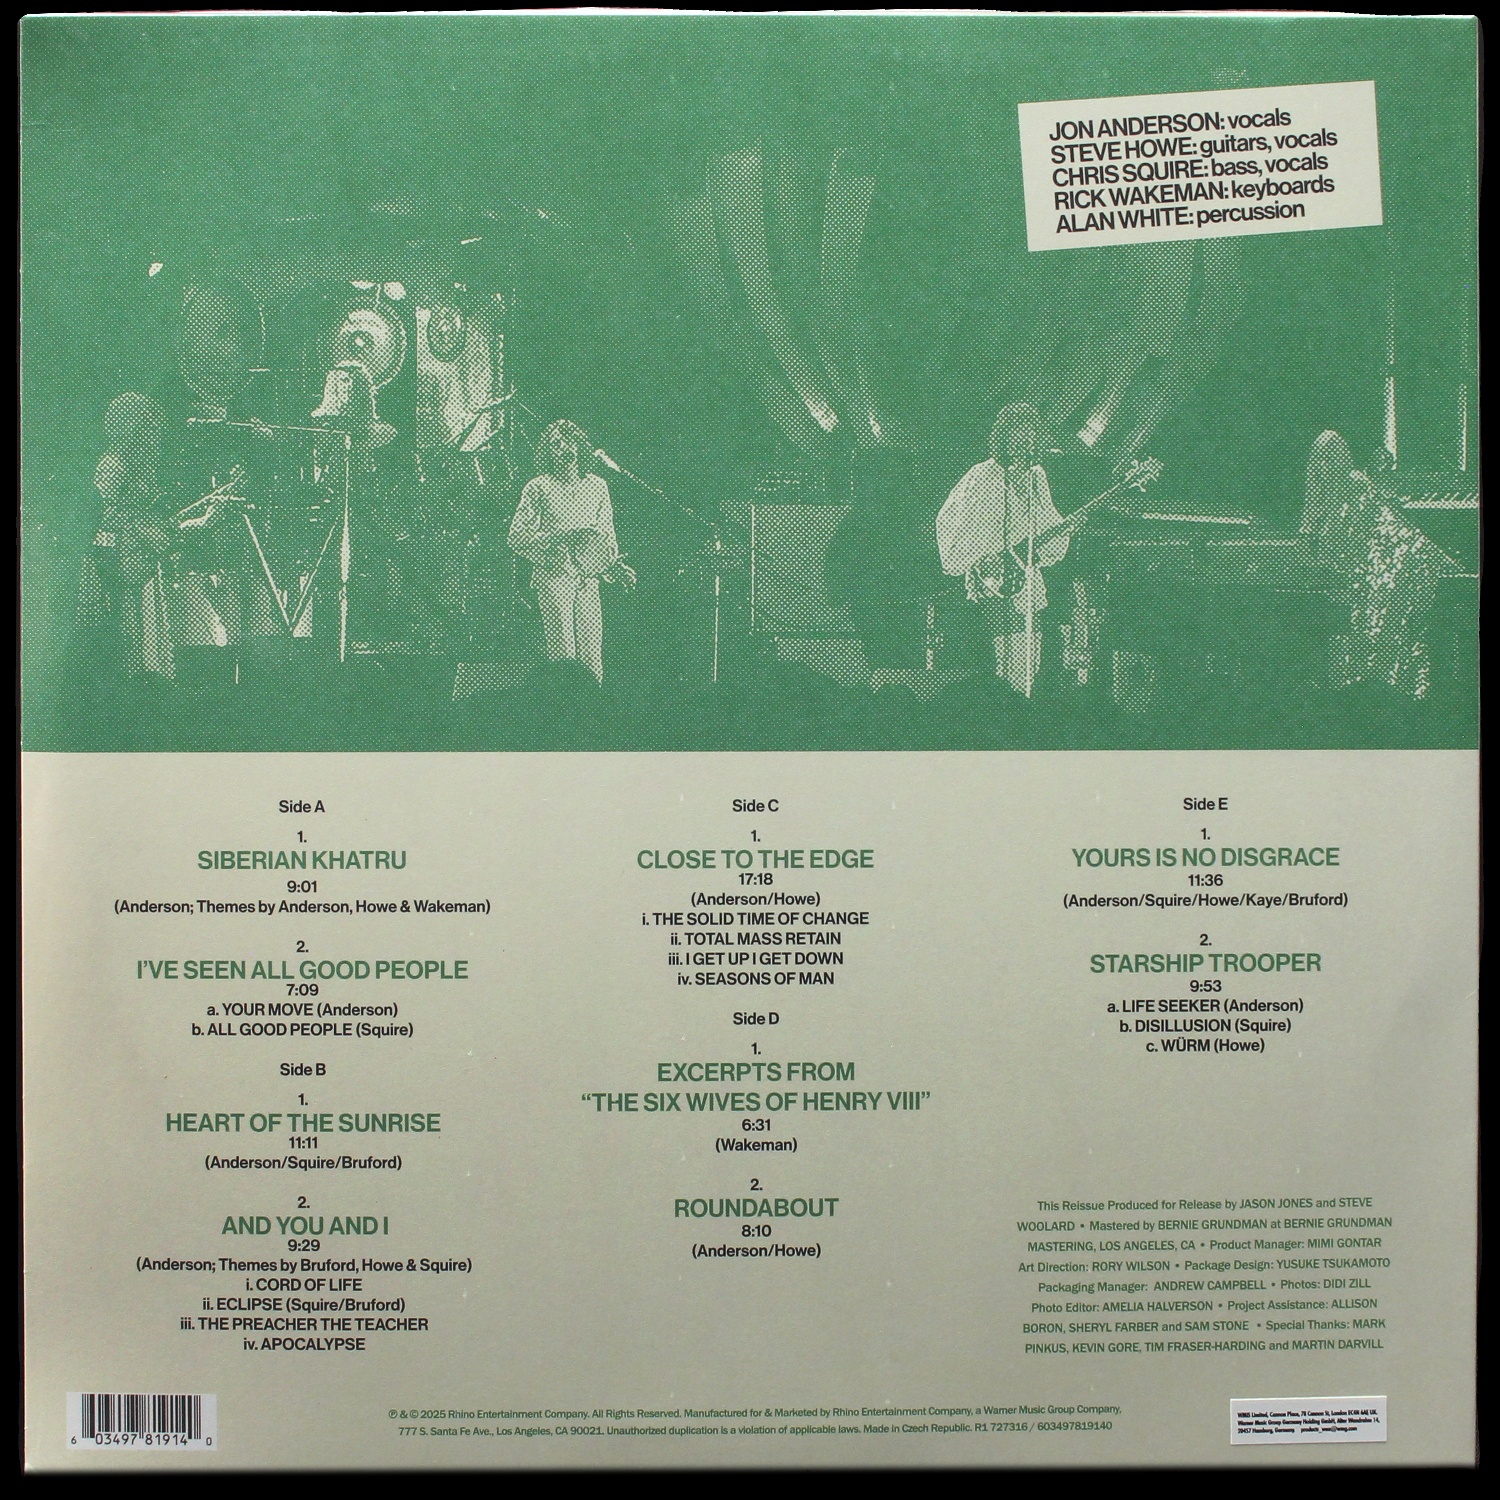 JON ANDERSON: vocals
STEVE HOWE: guitars, vocals
CHRIS SQUIRE: bass, vocals
RICK WAKEMAN: keyboards
ALAN WHITE: percussion
Side A
1.
SIBERIAN KHATRU
9:01
(Anderson; Themes by Anderson, Howe & Wakeman)
2.
I'VE SEEN ALL GOOD PEOPLE
7:09
a. YOUR MOVE (Anderson)
b. ALL GOOD PEOPLE (Squire)
Side B
1.
HEART OF THE SUNRISE
11:11
(Anderson/Squire/Bruford)
2.
AND YOU AND I
9:29
(Anderson; Themes by Bruford, Howe & Squire)
i. CORD OF LIFE
ii. ECLIPSE (Squire/Bruford)
iii. THE PREACHER THE TEACHER
iv. APOCALYPSE
Side C
1.
CLOSE TO THE EDGE
17:18
(Anderson/Howe)
i. THE SOLID TIME OF CHANGE
ii. TOTAL MASS RETAIN
iii. I GET UP I GET DOWN
iv. SEASONS OF MAN
Side D
1.
EXCERPTS FROM
“THE SIX WIVES OF HENRY VIII”
6:31
(Wakeman)
2.
ROUNDABOUT
8:10
(Anderson/Howe)
Side E
1.
YOURS IS NO DISGRACE
11:36
(Anderson/Squire/Howe/Kaye/Bruford)
2.
STARSHIP TROOPER
9:53
a. LIFE SEEKER (Anderson)
b. DISILLUSION (Squire)
c. WÜRM (Howe)
This Reissue Produced for Release by JASON JONES and STEVE
WOOLARD • Mastered by BERNIE GRUNDMAN at BERNIE GRUNDMAN
MASTERING, LOS ANGELES, CA • Product Manager: MIMI GONTAR
Art Direction: RORY WILSON • Package Design: YUSUKE TSUKAMOTO
Packaging Manager: ANDREW CAMPBELL • Photos: DIDI ZILL
Photo Editor: AMELIA HALVERSON • Project Assistance: ALLISON
BORON, SHERYL FARBER and SAM STONE • Special Thanks: MARK
PINKUS, KEVIN GORE, TIM FRASER-HARDING and MARTIN DARVILL
6 03497 81914 0
℗ & © 2025 Rhino Entertainment Company. All Rights Reserved. Manufactured for & Marketed by Rhino Entertainment Company, a Warner Music Group Company,
777 S. Santa Fe Ave., Los Angeles, CA 90021. Unauthorized duplication is a violation of applicable laws. Made in Czech Republic. R1 727316 / 603497819140
Warner Music Group Germany Holding GmbH, Alter Wandrahm 14,
20457 Hamburg, Germany